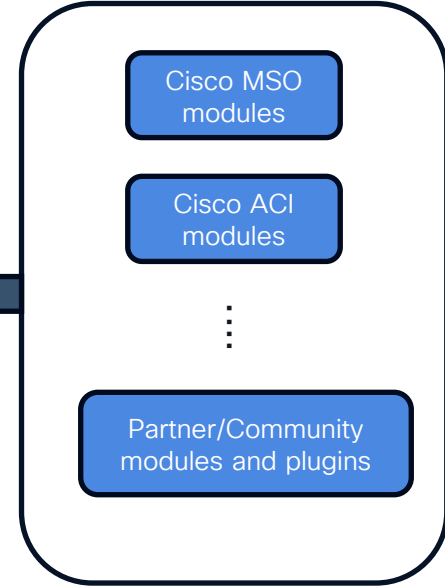 Cisco MSO
modules
Cisco ACI
modules
Partner/Community
modules and plugins